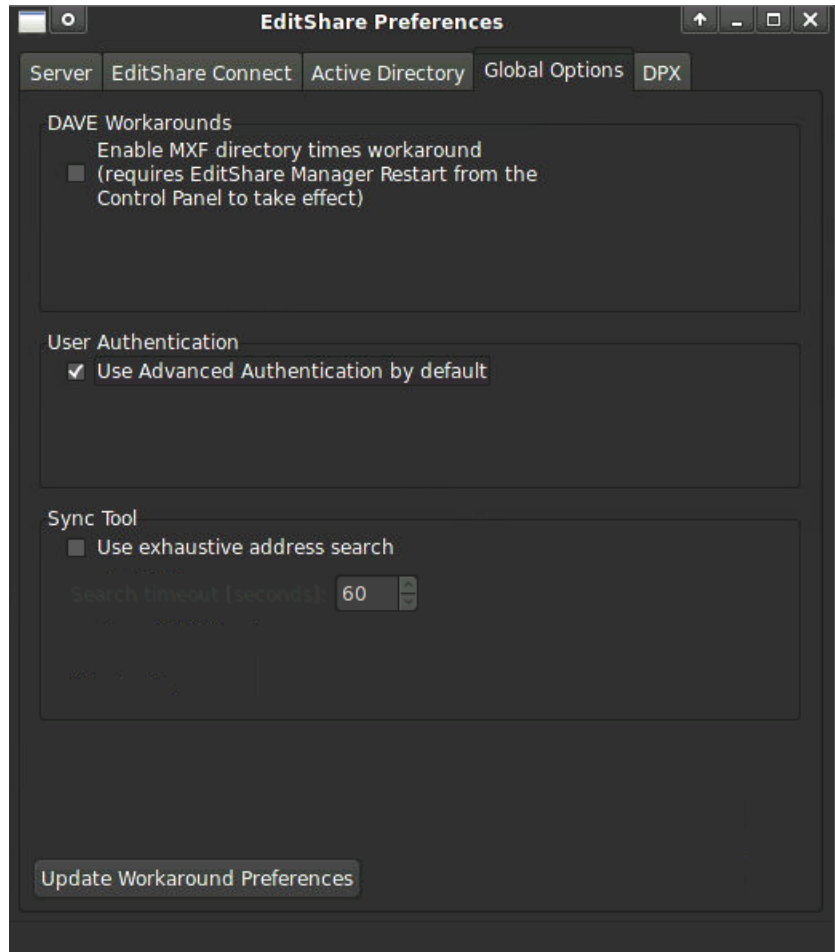 EditShare Preferences
Server EditShare Connect Active Directory Global Options DPX
DAVE Workarounds
Enable MXF directory times workaround
(requires EditShare Manager Restart from the
Control Panel to take effect)
User Authentication
Use Advanced Authentication by default
Sync Tool
Use exhaustive address search
Search timeout [seconds]: 60
Update Workaround Preferences